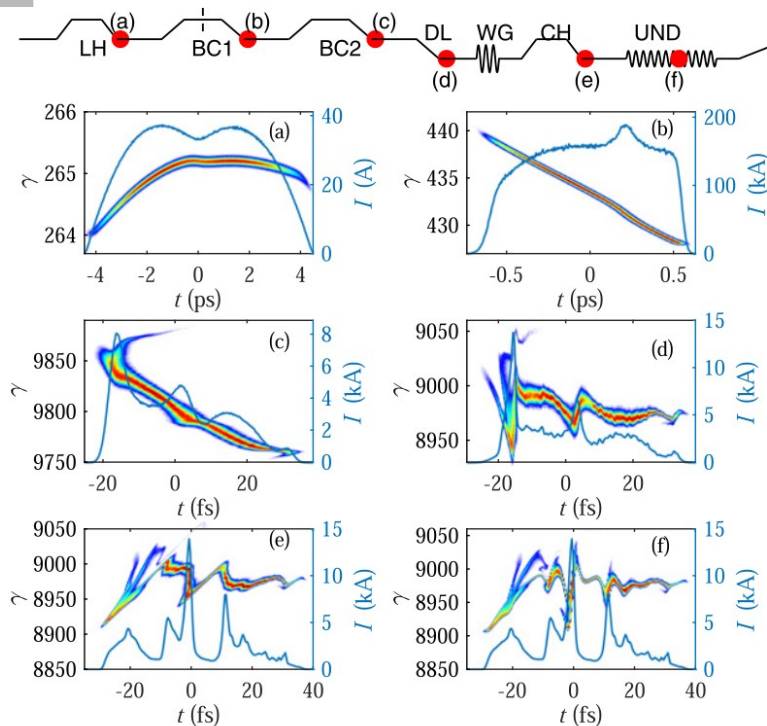 (a) (b) (c) DL WG CH UND
LH BC1 BC2 (d) (e) (f)
266 265 264
γ
(a)
40 20 0
I (A)
-4 -2 0 2 4
t (ps)
440 435 430
γ
(b)
200 100 0
I (kA)
-0.5 0 0.5
t (ps)
9850 9800 9750
γ
(c)
8 6 4 2 0
I (kA)
-20 0 20
t (fs)
9050 9000 8950
γ
(d)
15 10 5 0
I (kA)
-20 0 20
t (fs)
9050 9000 8950 8900 8850
γ
(e)
15 10 5 0
I (kA)
-20 0 20 40
t (fs)
9050 9000 8950 8900 8850
γ
(f)
15 10 5 0
I (kA)
-20 0 20 40
t (fs)